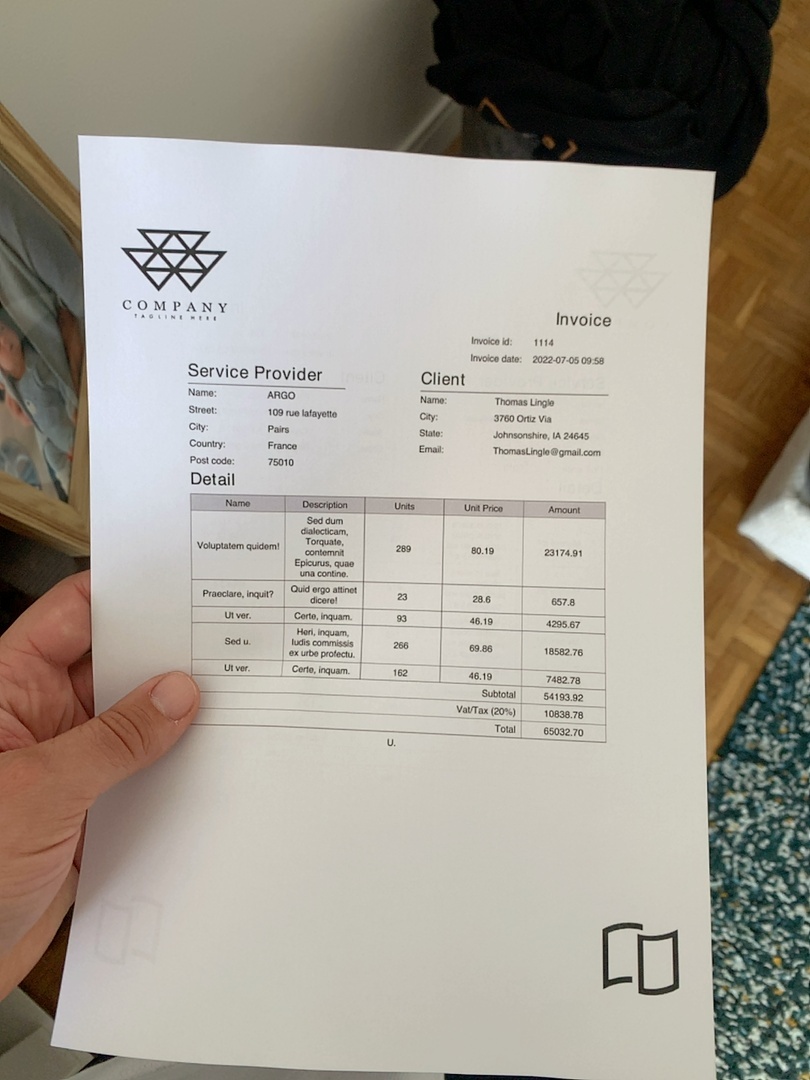 COMPANY
TAGLINE HERE
Invoice
Invoice id: 1114
Invoice date: 2022-07-05 09:58
Service Provider
Name: ARGO
Street: 109 rue lafayette
City: Pairs
Country: France
Post code: 75010
Client
Name: Thomas Lingle
City: 3760 Ortiz Via
State: Johnsonshire, IA 24645
Email: ThomasLingle@gmail.com
Detail
Name Description Units Unit Price Amount
Voluptatem quidem! Sed dum
dialecticam,
Torquate,
contemnit
Epicurus, quae
una contine. 289 80.19 23174.91
Praeclare, inquit? Quid ergo attinet
dicere! 23 28.6 657.8
Ut ver. Certe, inquam. 93 46.19 4295.67
Sed u. Heri, inquam,
ludis commissis
ex urbe profectu. 266 69.86 18582.76
Ut ver. Certe, inquam. 162 46.19 7482.78
Subtotal 54193.92
Vat/Tax (20%) 10838.78
Total 65032.70
U.